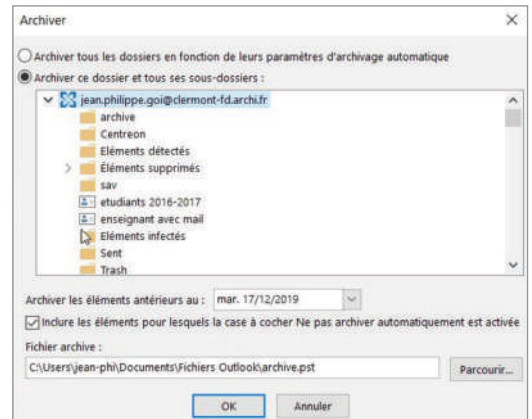 Archiver
Archiver tous les dossiers en fonction de leurs paramètres d'archivage automatique
Archiver ce dossier et tous ses sous-dossiers :
jean.philippe.goi@clermont-fd.archi.fr
archive
Centreon
Eléments détectés
Éléments supprimés
sav
etudiants 2016-2017
enseignant avec mail
Eléments infectés
Sent
Trash
Archiver les éléments antérieurs au : mar. 17/12/2019
Inclure les éléments pour lesquels la case à cocher Ne pas archiver automatiquement est activée
Fichier archive :
C:\Users\jean-phi\Documents\Fichiers Outlook\archive.pst Parcourir...
OK Annuler